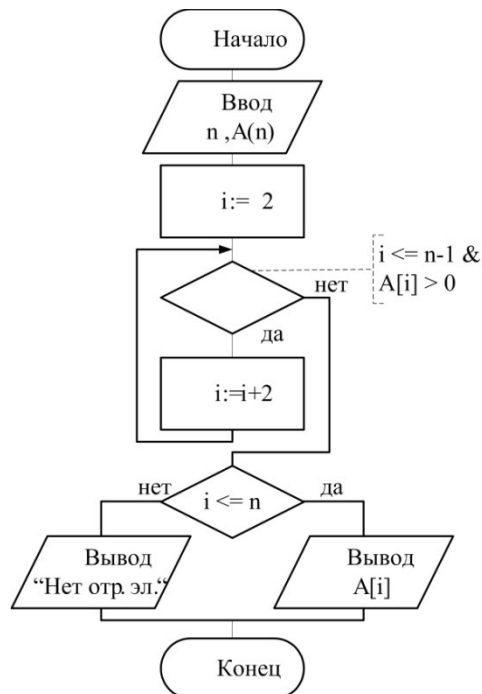 Начало
Ввод
n ,A(n)
i:= 2
i <= n-1 &
A[i] > 0
нет
да
i:=i+2
нет
i <= n
да
Вывод
“Нет отр. эл.“
Вывод
A[i]
Конец